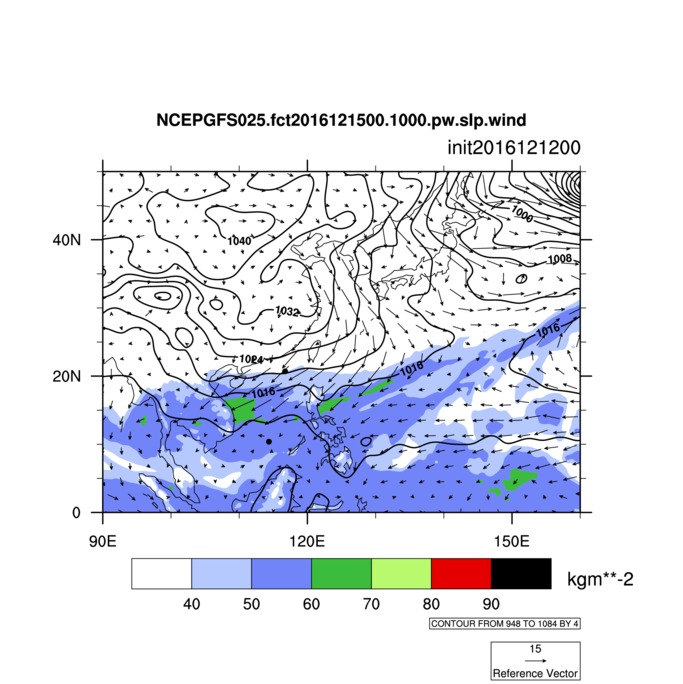 NCEPGFS025.fct2016121500.1000.pw.slp.wind
init2016121200
1000
1040
40N
1008
1032
1016
1024
1016
20N
1016
0
90E 120E 150E
kgm**-2
40 50 60 70 80 90
CONTOUR FROM 948 TO 1084 BY 4
15
Reference Vector